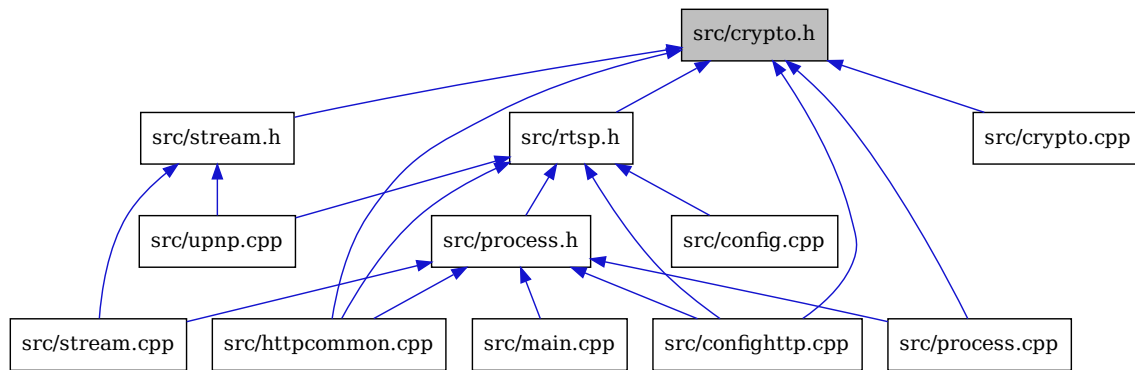 src/crypto.h
src/stream.h
src/rtsp.h
src/crypto.cpp
src/upnp.cpp
src/process.h
src/config.cpp
src/stream.cpp
src/httpcommon.cpp
src/main.cpp
src/confighttp.cpp
src/process.cpp